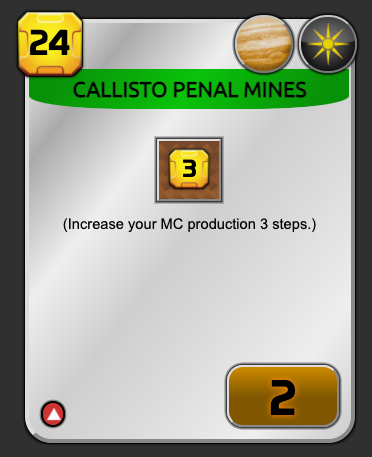 24
CALLISTO PENAL MINES
3
(Increase your MC production 3 steps.)
2